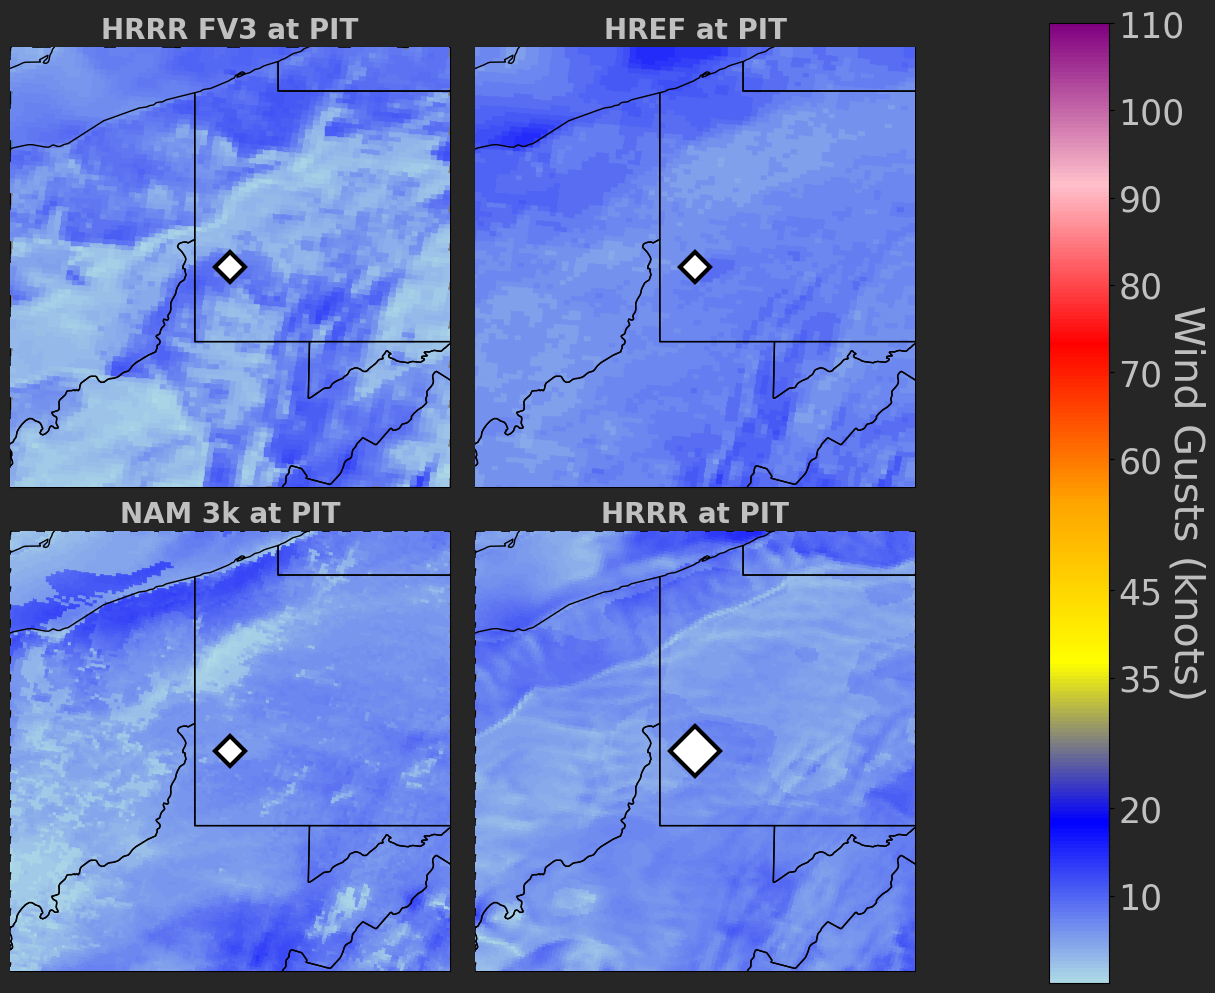 HRRR FV3 at PIT
HREF at PIT
NAM 3k at PIT
HRRR at PIT
110
100
90
80
70
60
45
35
20
10
Wind Gusts (knots)